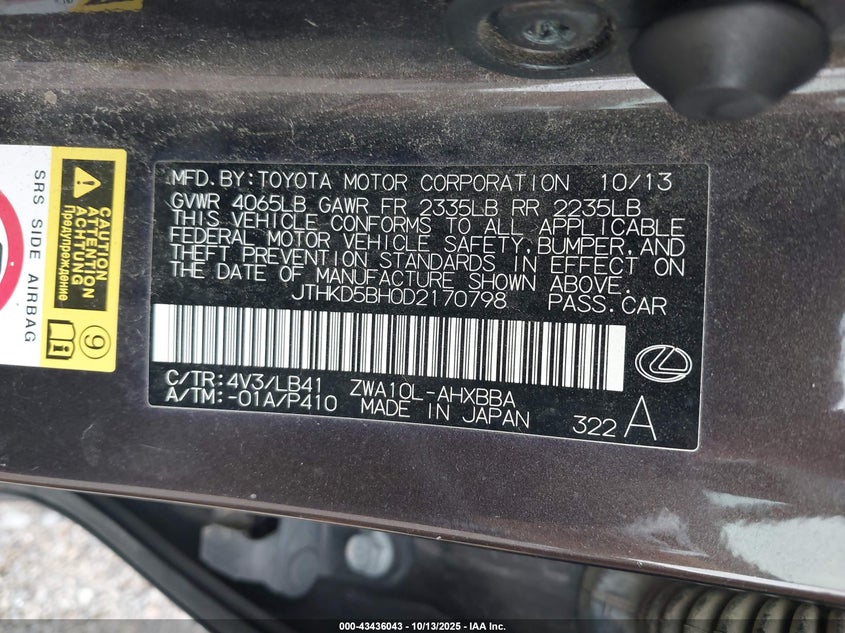 MFD.BY:TOYOTA MOTOR CORPORATION 10/13
GVWR 4065LB GAWR FR 2335LB RR 2235LB
THIS VEHICLE CONFORMS TO ALL APPLICABLE
FEDERAL MOTOR VEHICLE SAFETY,BUMPER,AND
THEFT PREVENTION STANDARDS IN EFFECT ON
THE DATE OF MANUFACTURE SHOWN ABOVE.
JTHKD5BH0D2170798 PASS.CAR
C/TR:4V3/LB41 ZWA10L-AHXBBA
A/TM:-01A/P410 MADE IN JAPAN 322 A
SRS SIDE AIRBAG
CAUTION
ATTENTION
ACHTUNG
Предупреждение
9
000-43436043 / 10/13/2025 - IAA Inc.